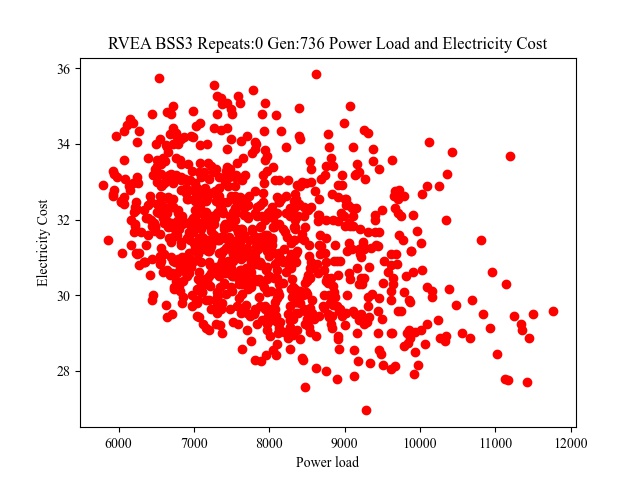 RVEA BSS3 Repeats:0 Gen:736 Power Load and Electricity Cost
36
34
32
30
28
Electricity Cost
6000 7000 8000 9000 10000 11000 12000
Power load